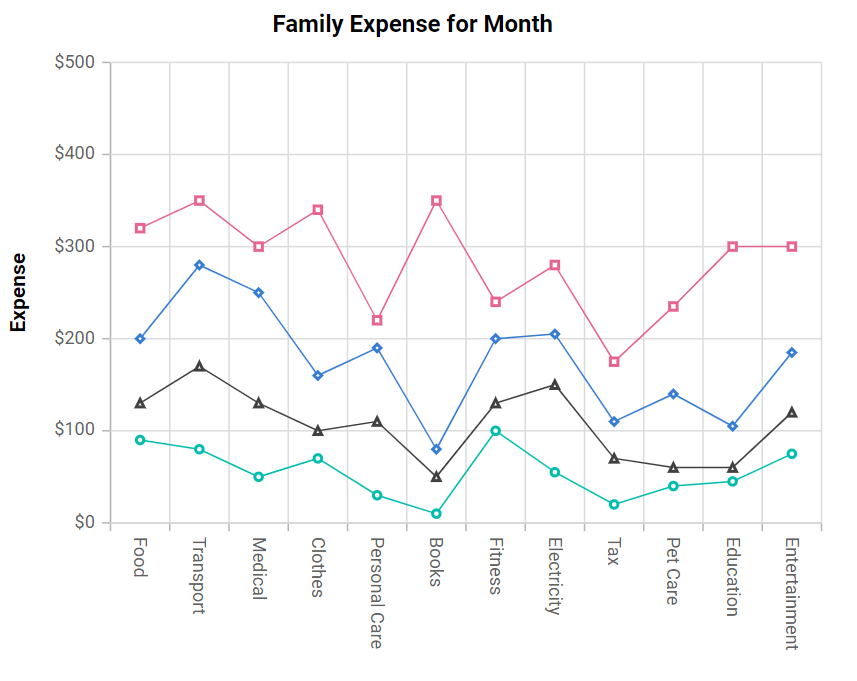 Family Expense for Month
$500
$400
$300
$200
$100
$0
Expense
Food
Transport
Medical
Clothes
Personal Care
Books
Fitness
Electricity
Tax
Pet Care
Education
Entertainment